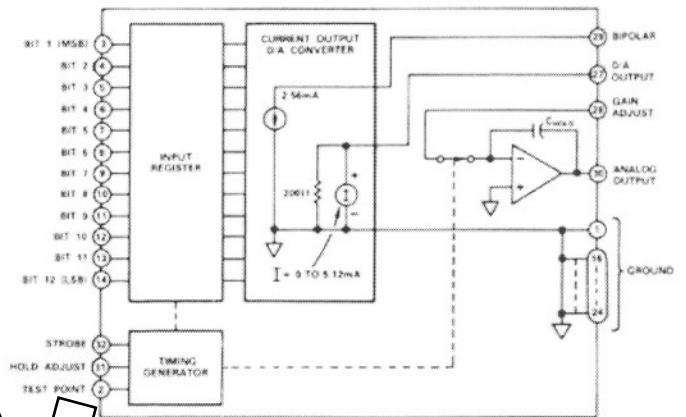 BIT 1 (MSB) 3
BIT 2 4
BIT 3 5
BIT 4 6
BIT 5 7
BIT 6 8
BIT 7 9
BIT 8 10
BIT 9 11
BIT 10 12
BIT 11 13
BIT 12 (LSB) 14
STROBE 32
HOLD ADJUST 31
TEST POINT 2
INPUT
REGISTER
TIMING
GENERATOR
CURRENT OUTPUT
D/A CONVERTER
2.56mA
200Ω
+
I
−
I = 0 TO 5.12mA
CHOLD
−
+
29 BIPOLAR
27 D/A
OUTPUT
28 GAIN
ADJUST
30 ANALOG
OUTPUT
1
16
24
GROUND